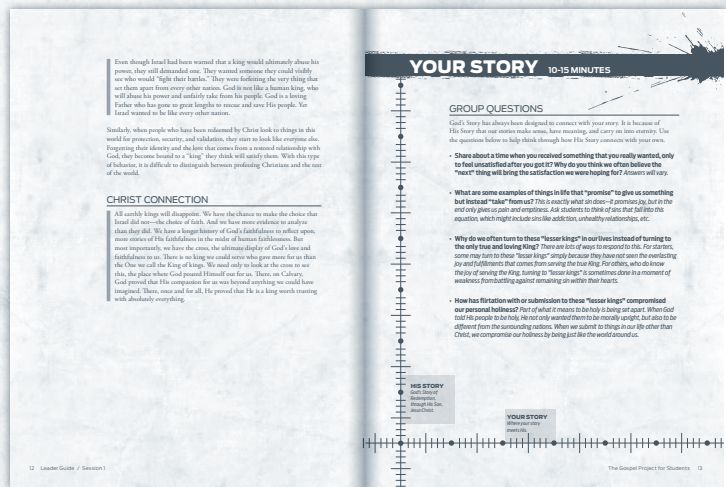 Even though Israel had been warned that a king would ultimately abuse his
power, they still demanded one. They wanted someone they could visibly
see who would "fight their battles." They were forfeiting the very thing that
set them apart from every other nation. God is not like a human king, who
will abuse his power and unfairly take from his people. God is a loving
Father who has gone to great lengths to rescue and save His people. Yet
Israel wanted to be like every other nation.
Similarly, when people who have been redeemed by Christ look to things in this
world for protection, security, and validation, they start to look like everyone else.
Forgetting their identity and the love that comes from a restored relationship with
God, they become bound to a "king" they think will satisfy them. With this type
of behavior, it is difficult to distinguish between professing Christians and the rest
of the world.
CHRIST CONNECTION
All earthly kings will disappoint. We have the chance to make the choice that
Israel did not—the choice of faith. And we have more evidence to analyze
than they did. We have a longer history of God's faithfulness to reflect upon,
more stories of His faithfulness in the midst of human faithlessness. But
most importantly, we have the cross, the ultimate display of God's love and
faithfulness to us. There is no king we could serve who gave more for us than
the One we call the King of kings. We need only to look at the cross to see
this, the place where God poured Himself out for us. There, on Calvary,
God proved that His compassion for us was beyond anything we could have
imagined. There, once and for all, He proved that He is a king worth trusting
with absolutely everything.
12 Leader Guide / Session 1
YOUR STORY 10-15 MINUTES
GROUP QUESTIONS
God's Story has always been designed to connect with your story. It is because of
His Story that our stories make sense, have meaning, and carry on into eternity. Use
the questions below to help think through how His Story connects with your own.
• Share about a time when you received something that you really wanted, only
to feel unsatisfied after you got it? Why do you think we often believe the
"next" thing will bring the satisfaction we were hoping for? Answers will vary.
• What are some examples of things in life that "promise" to give us something
but instead "take" from us? This is exactly what sin does—it promises joy, but in the
end only gives us pain and emptiness. Ask students to think of sins that fall into this
equation, which might include sins like addiction, unhealthy relationships, etc.
• Why do we often turn to these "lesser kings" in our lives instead of turning to
the only true and loving King? There are lots of ways to respond to this. For starters,
some may turn to these "lesser kings" simply because they have not seen the everlasting
joy and fulfillments that comes from serving the true King. For others, who do know
the joy of serving the King, turning to "lesser kings" is sometimes done in a moment of
weakness from battling against remaining sin within their hearts.
• How has flirtation with or submission to these "lesser kings" compromised
our personal holiness? Part of what it means to be holy is being set apart. When God
told His people to be holy, He not only wanted them to be morally upright, but also to be
different from the surrounding nations. When we submit to things in our life other than
Christ, we compromise our holiness by being just like the world around us.
HIS STORY
God's Story of
Redemption,
through His Son,
Jesus Christ.
YOUR STORY
Where your story
meets His.
The Gospel Project for Students 13